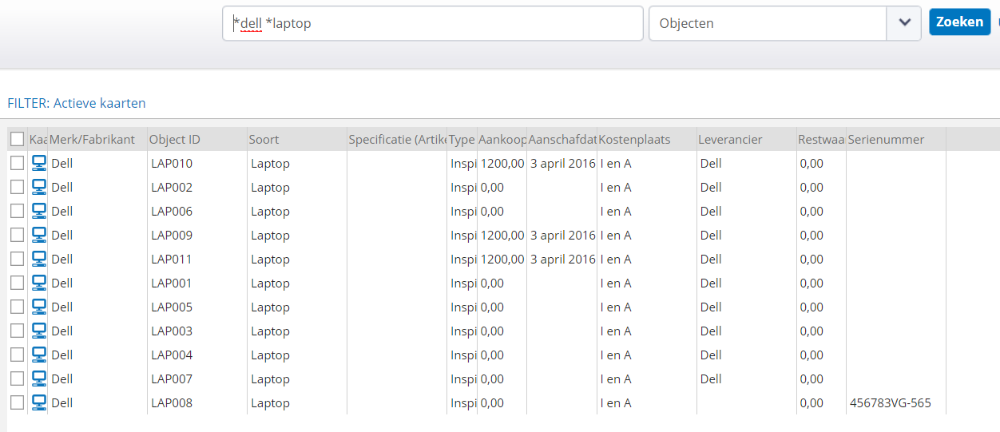 *dell *laptop Objecten Zoeken
FILTER: Actieve kaarten
Kaa Merk/Fabrikant Object ID Soort Specificatie (Artike Type Aankoop Aanschafdat Kostenplaats Leverancier Restwaa Serienummer
Dell LAP010 Laptop Inspi 1200,00 3 april 2016 I en A Dell 0,00
Dell LAP002 Laptop Inspi 0,00 I en A Dell 0,00
Dell LAP006 Laptop Inspi 0,00 I en A Dell 0,00
Dell LAP009 Laptop Inspi 1200,00 3 april 2016 I en A Dell 0,00
Dell LAP011 Laptop Inspi 1200,00 3 april 2016 I en A Dell 0,00
Dell LAP001 Laptop Inspi 0,00 I en A Dell 0,00
Dell LAP005 Laptop Inspi 0,00 I en A Dell 0,00
Dell LAP003 Laptop Inspi 0,00 I en A Dell 0,00
Dell LAP004 Laptop Inspi 0,00 I en A Dell 0,00
Dell LAP007 Laptop Inspi 0,00 I en A Dell 0,00
Dell LAP008 Laptop Inspi 0,00 I en A 0,00 456783VG-565